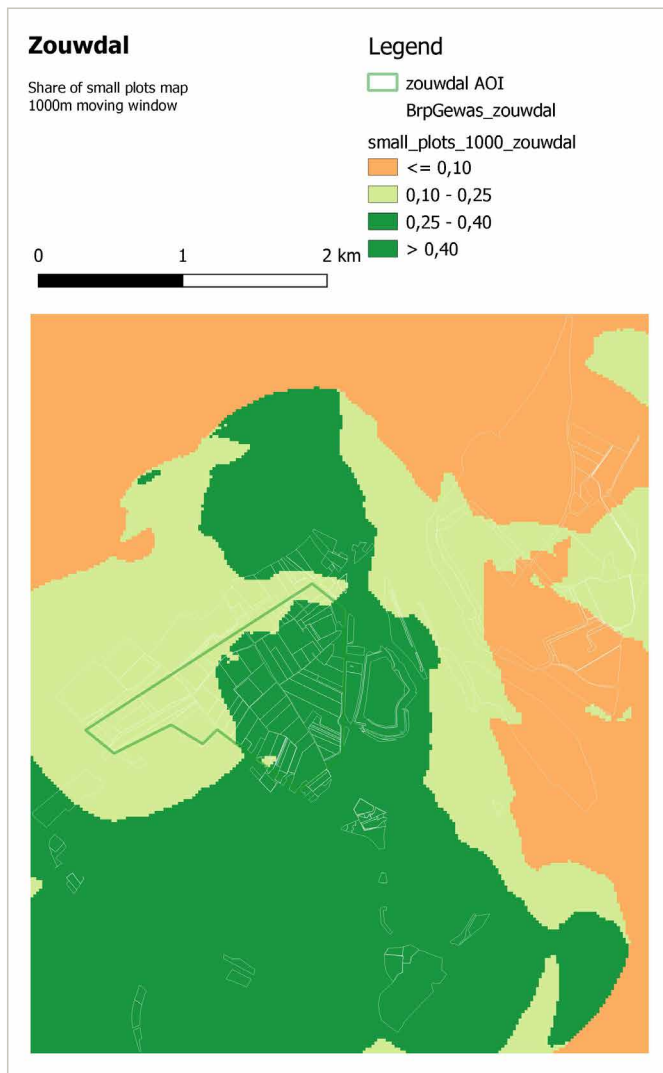 Zouwdal
Share of small plots map
1000m moving window
0 1 2 km
Legend
zouwdal AOI
BrpGewas_zouwdal
small_plots_1000_zouwdal
<= 0,10
0,10 - 0,25
0,25 - 0,40
> 0,40